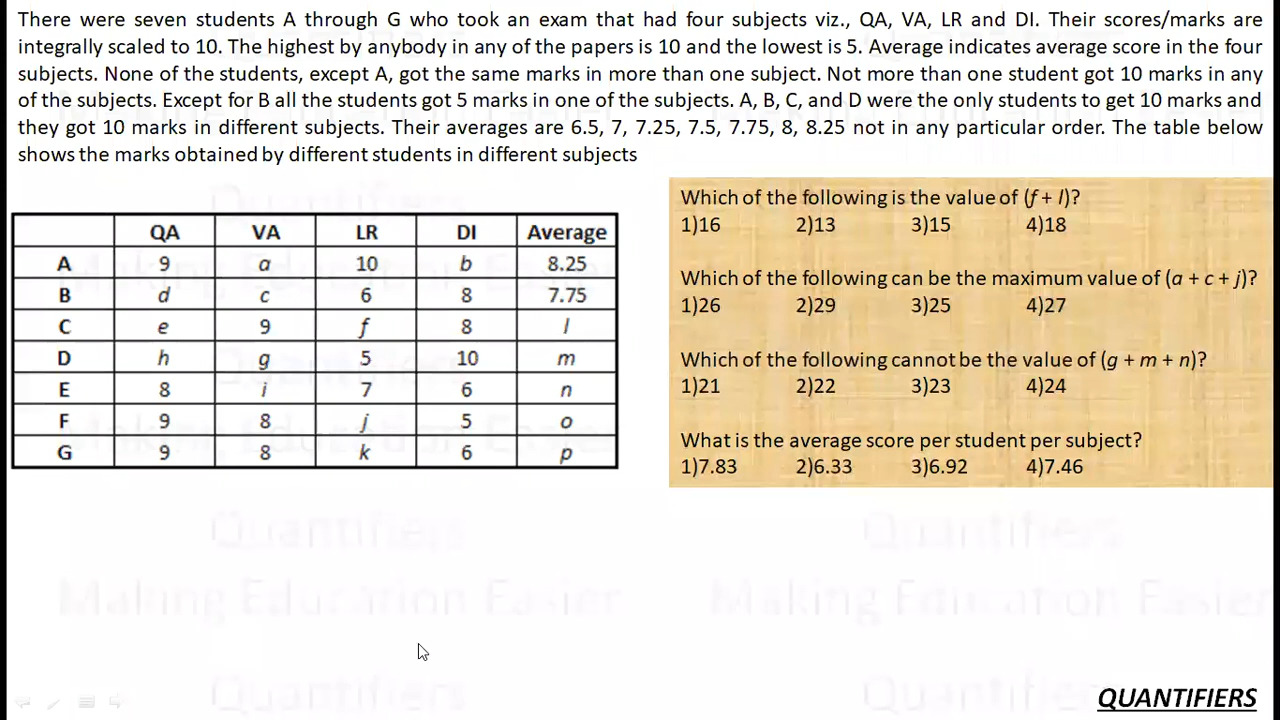 There were seven students A through G who took an exam that had four subjects viz., QA, VA, LR and DI. Their scores/marks are
integrally scaled to 10. The highest by anybody in any of the papers is 10 and the lowest is 5. Average indicates average score in the four
subjects. None of the students, except A, got the same marks in more than one subject. Not more than one student got 10 marks in any
of the subjects. Except for B all the students got 5 marks in one of the subjects. A, B, C, and D were the only students to get 10 marks and
they got 10 marks in different subjects. Their averages are 6.5, 7, 7.25, 7.5, 7.75, 8, 8.25 not in any particular order. The table below
shows the marks obtained by different students in different subjects
QA VA LR DI Average
A 9 a 10 b 8.25
B d c 6 8 7.75
C e 9 f 8 l
D h g 5 10 m
E 8 i 7 6 n
F 9 8 j 5 o
G 9 8 k 6 p
Which of the following is the value of (f + l)?
1)16 2)13 3)15 4)18
Which of the following can be the maximum value of (a + c + j)?
1)26 2)29 3)25 4)27
Which of the following cannot be the value of (g + m + n)?
1)21 2)22 3)23 4)24
What is the average score per student per subject?
1)7.83 2)6.33 3)6.92 4)7.46
Quantifiers Quantifiers
Making Education Easier Making Education Easier
Quantifiers Quantifiers
QUANTIFIERS